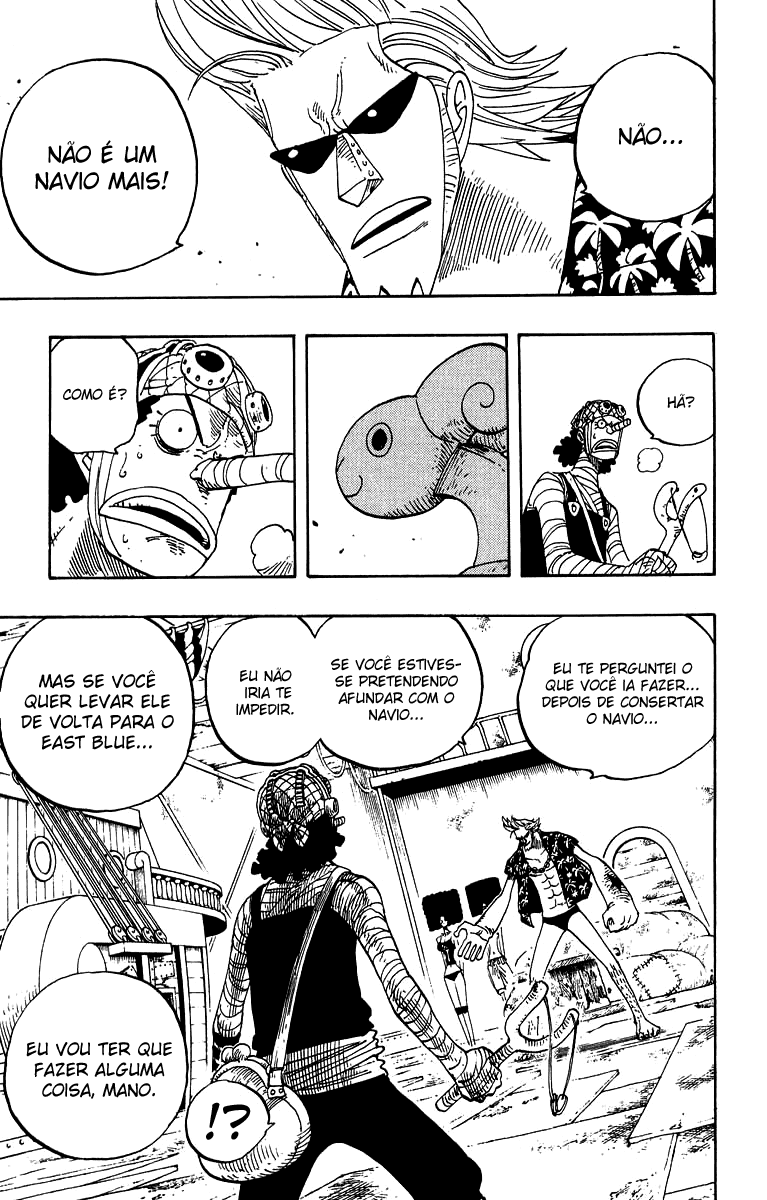 NÃO...
NÃO É UM
NAVIO MAIS!
HÃ?
COMO É?
EU TE PERGUNTEI O
QUE VOCÊ IA FAZER...
DEPOIS DE CONSERTAR
O NAVIO...
SE VOCÊ ESTIVES-
SE PRETENDENDO
AFUNDAR COM O
NAVIO...
EU NÃO
IRIA TE
IMPEDIR.
MAS SE VOCÊ
QUER LEVAR ELE
DE VOLTA PARA O
EAST BLUE...
EU VOU TER QUE
FAZER ALGUMA
COISA, MANO.
!?